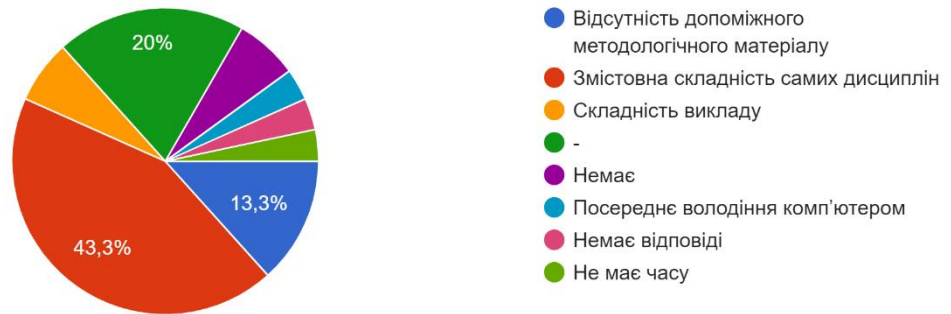 20%
13,3%
43,3%
Відсутність допоміжного
методологічного матеріалу
Змістовна складність самих дисциплін
Складність викладу
-
Немає
Посереднє володіння комп’ютером
Немає відповіді
Не має часу